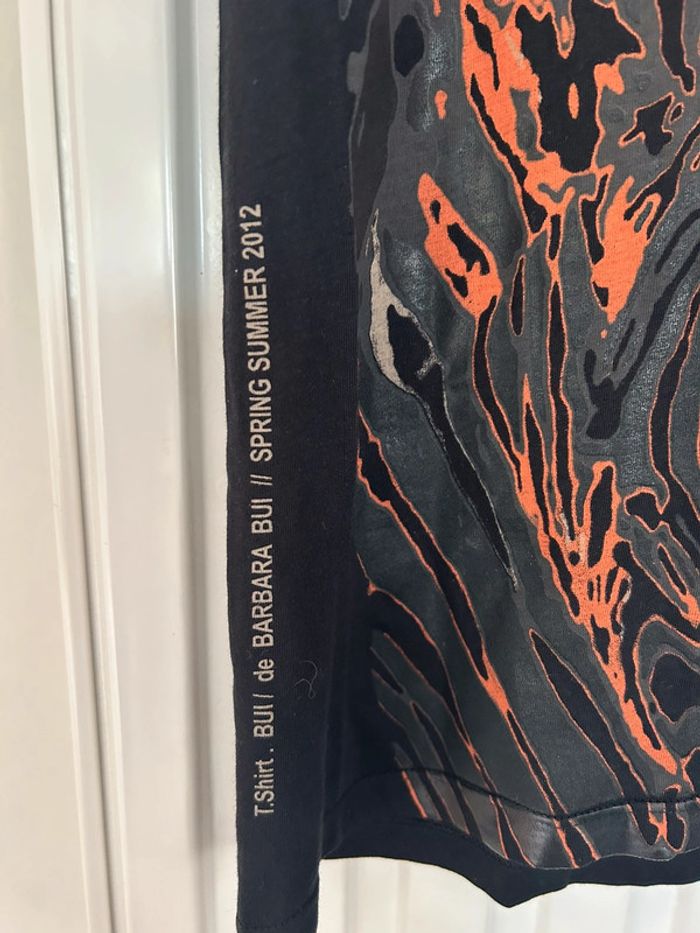 T.Shirt . BUI / de BARBARA BUI // SPRING SUMMER 2012